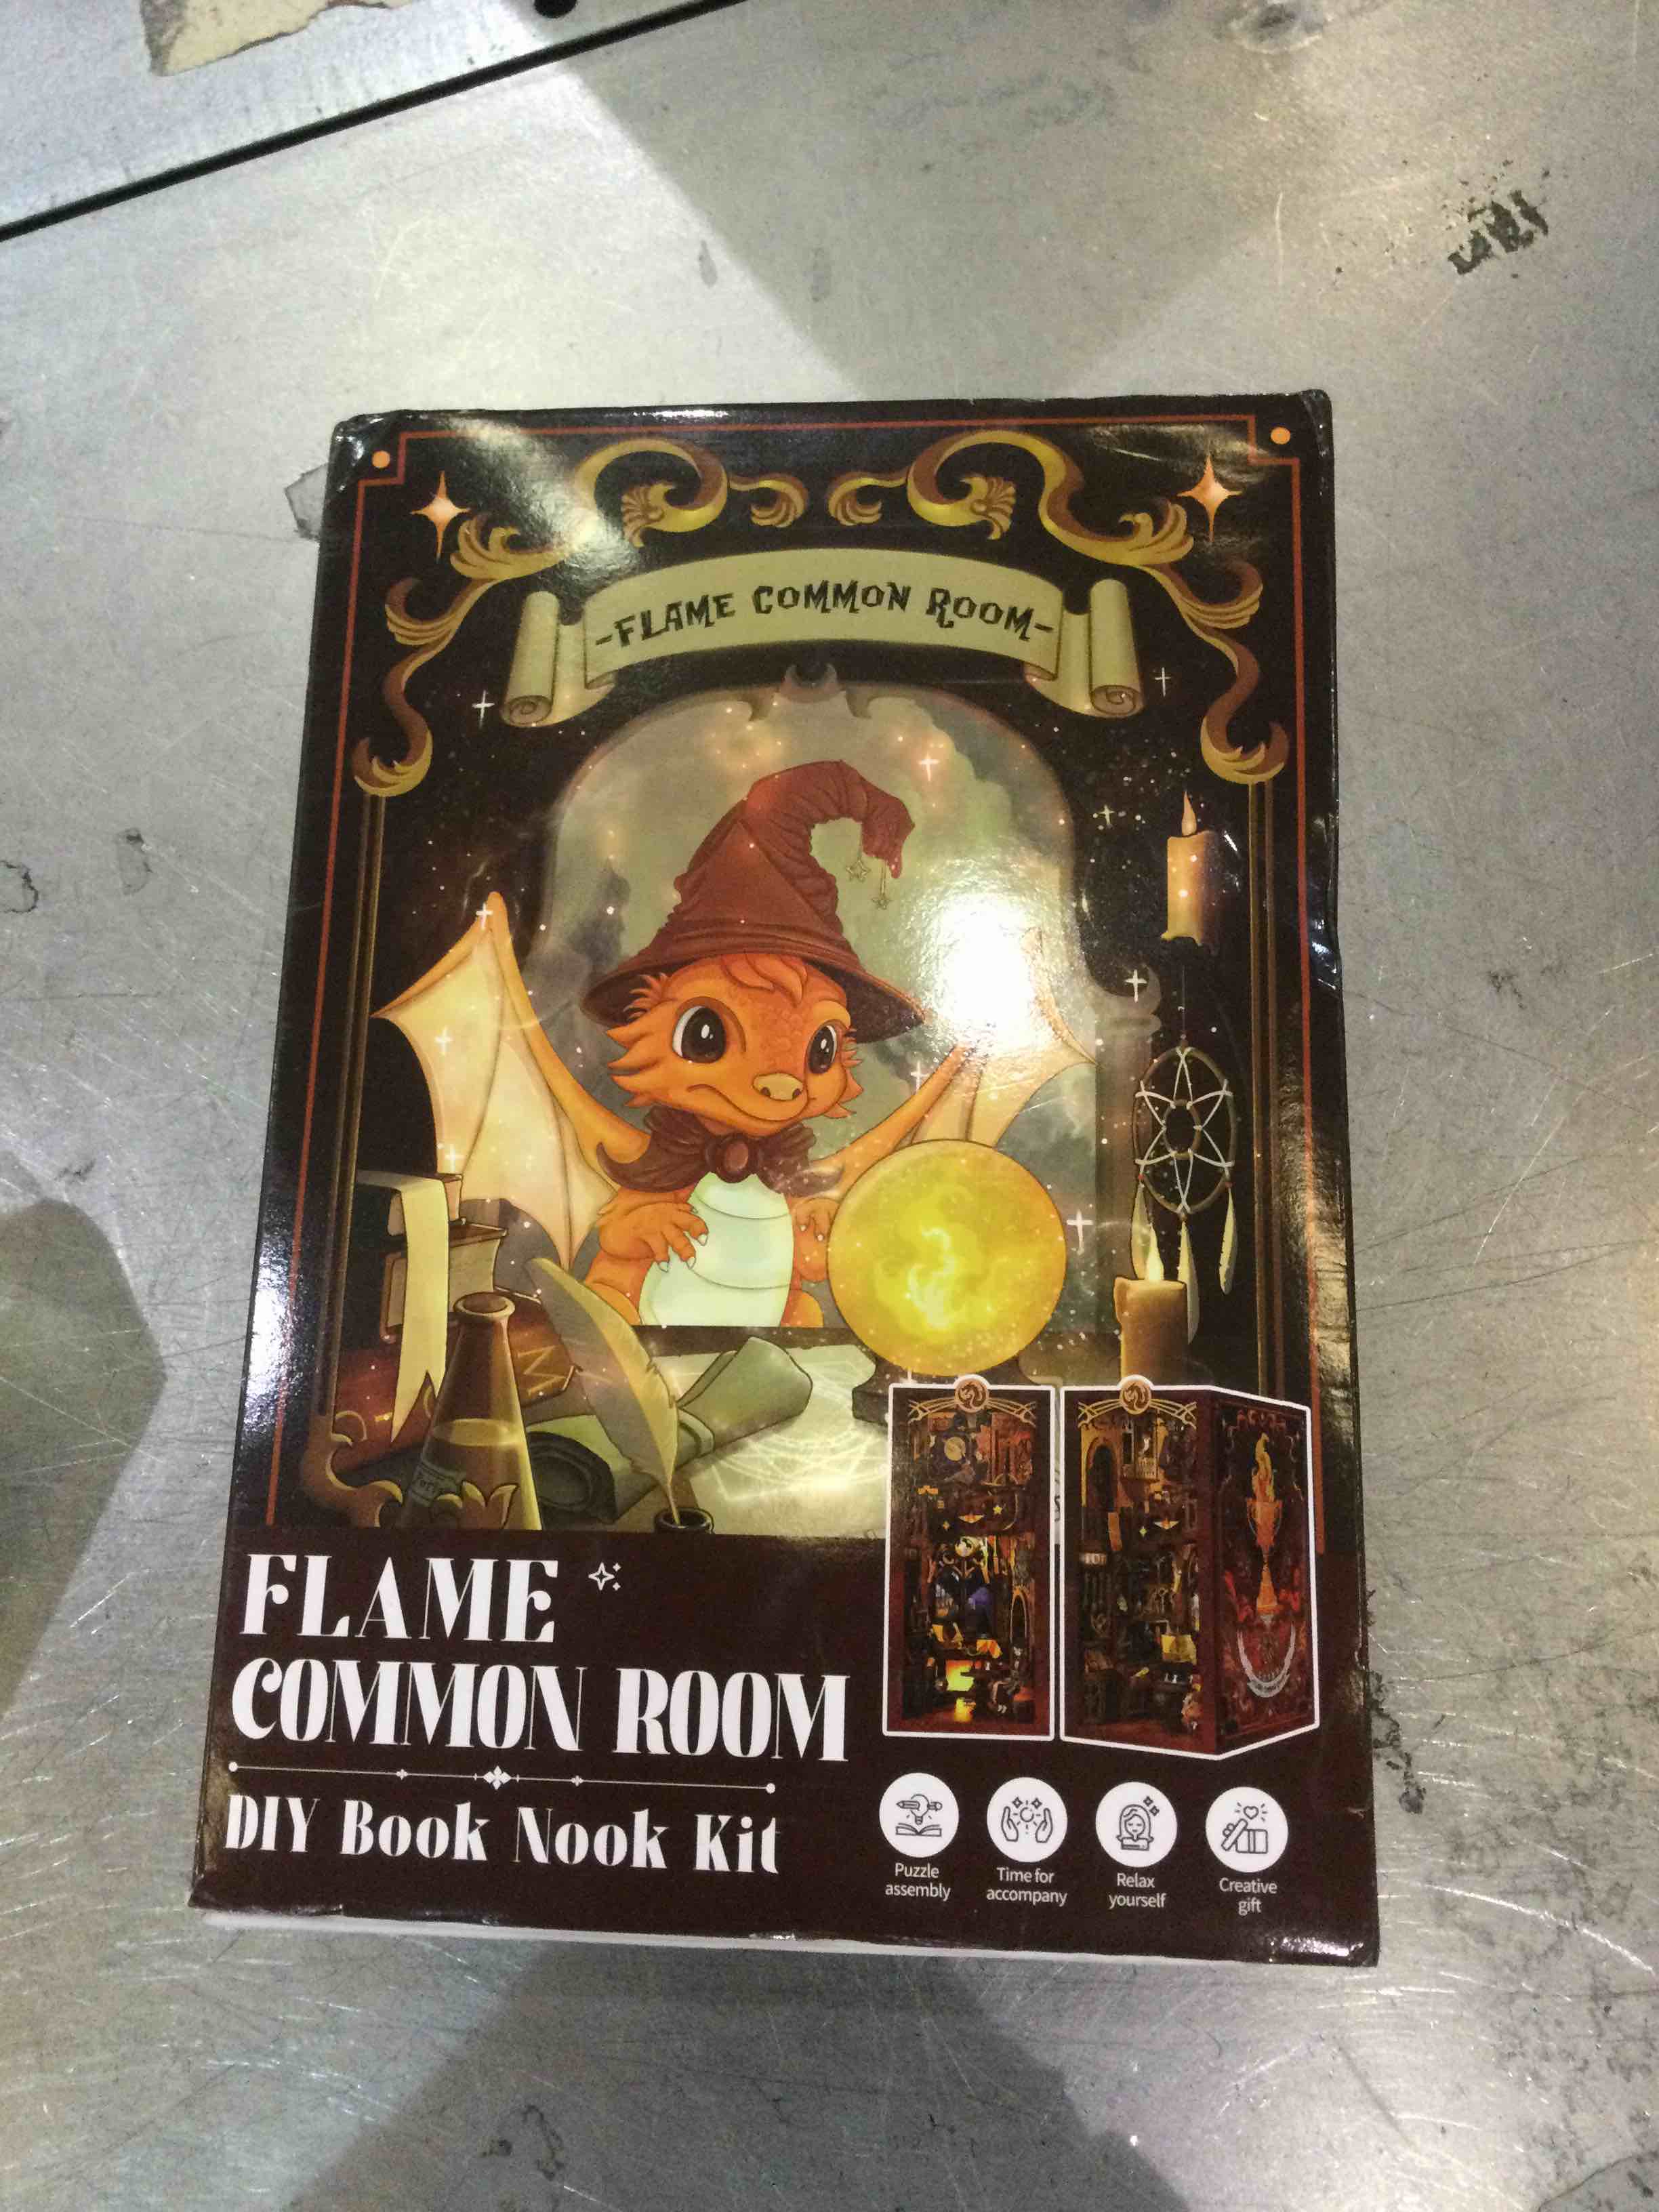 -FLAME COMMON ROOM-
FLAME
COMMON ROOM
DIY Book Nook Kit
Puzzle
assembly
Time for
accompany
Relax
yourself
Creative
gift